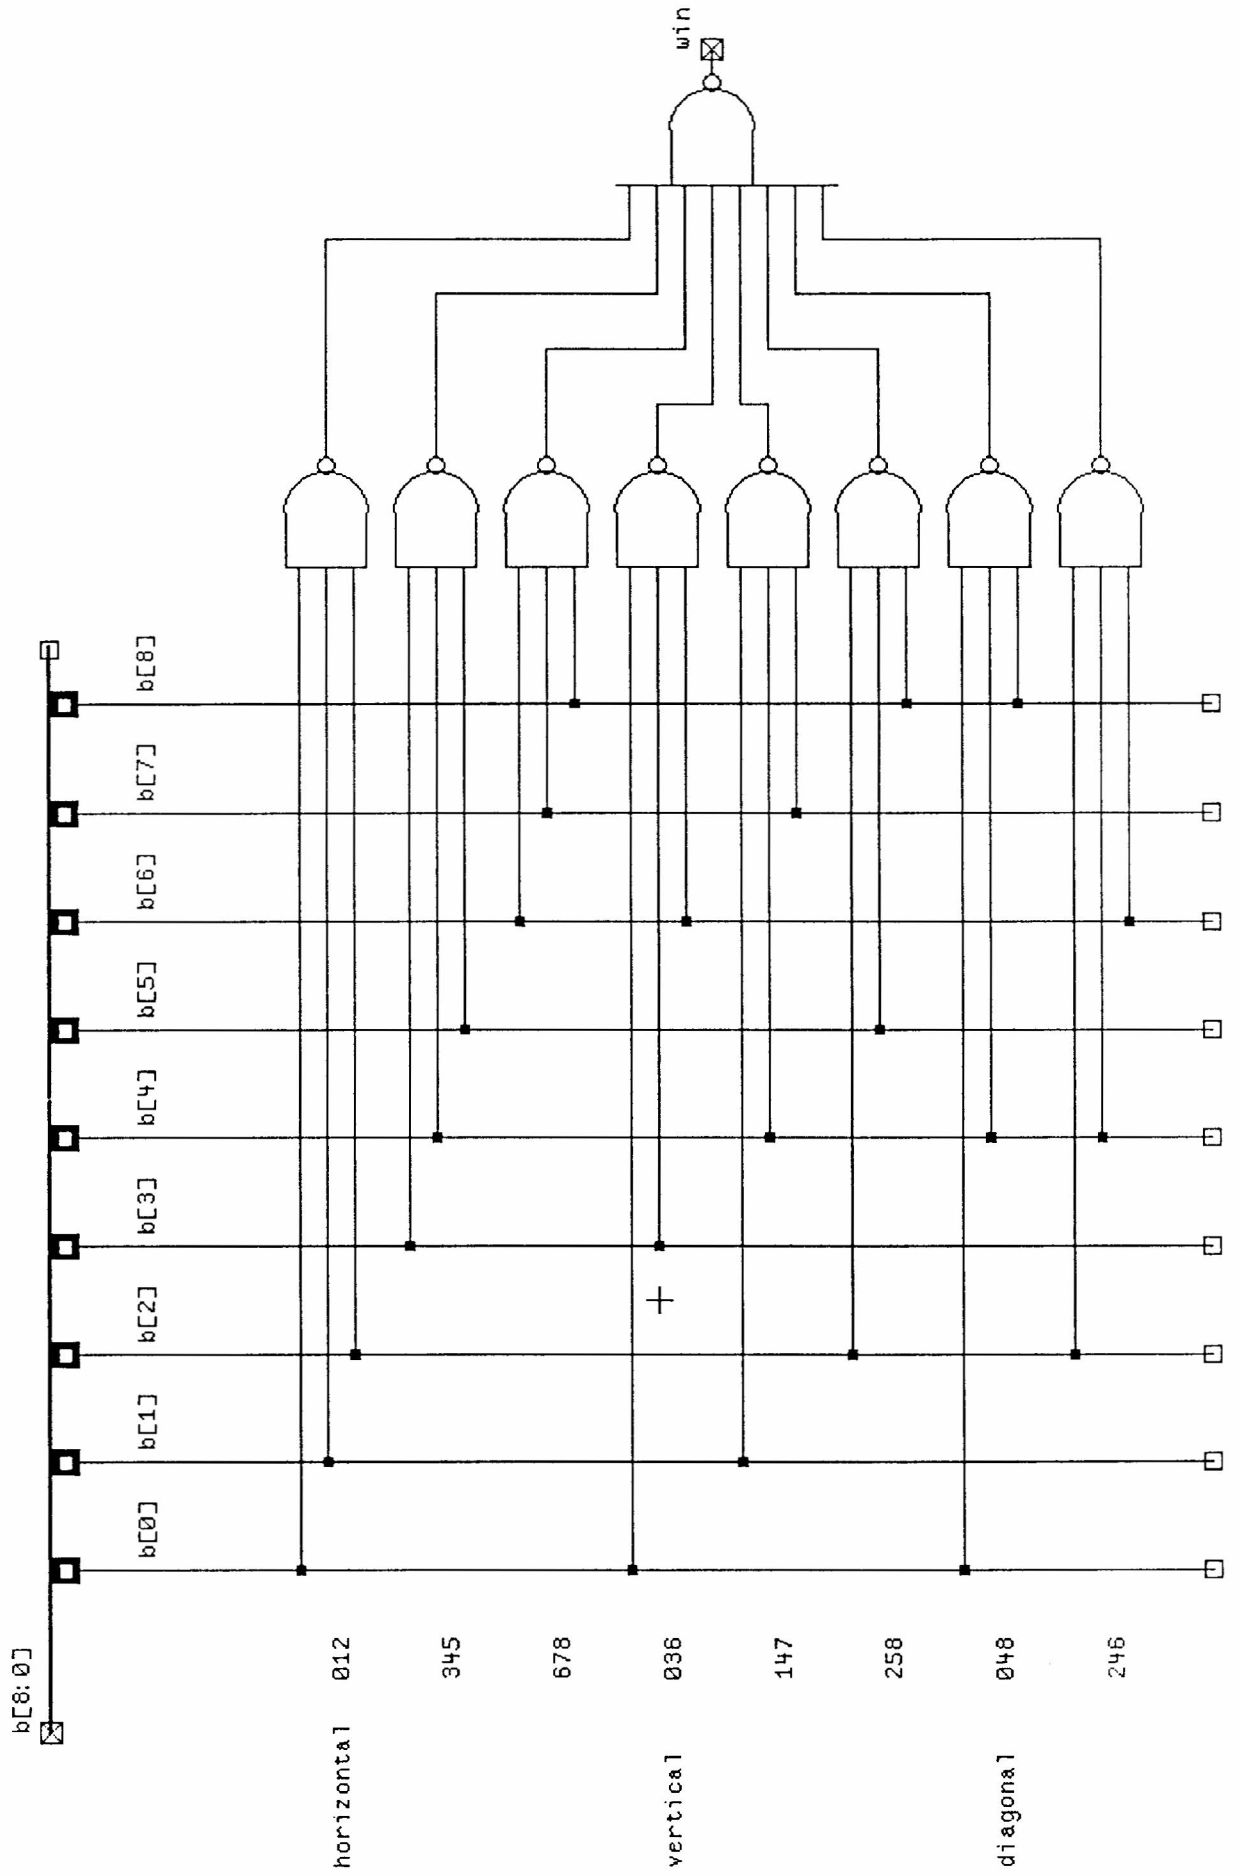 b[8:0]
b[0]
b[1]
b[2]
b[3]
b[4]
b[5]
b[6]
b[7]
b[8]
horizontal 012
345
678
vertical 036
147
258
diagonal 048
246
win